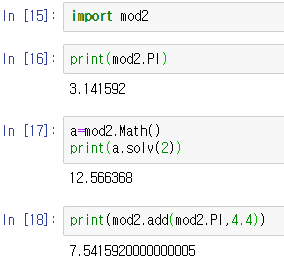 In [15]: import mod2
In [16]: print(mod2.PI)
3.141592
In [17]: a=mod2.Math()
print(a.solv(2))
12.566368
In [18]: print(mod2.add(mod2.PI,4.4))
7.5415920000000005